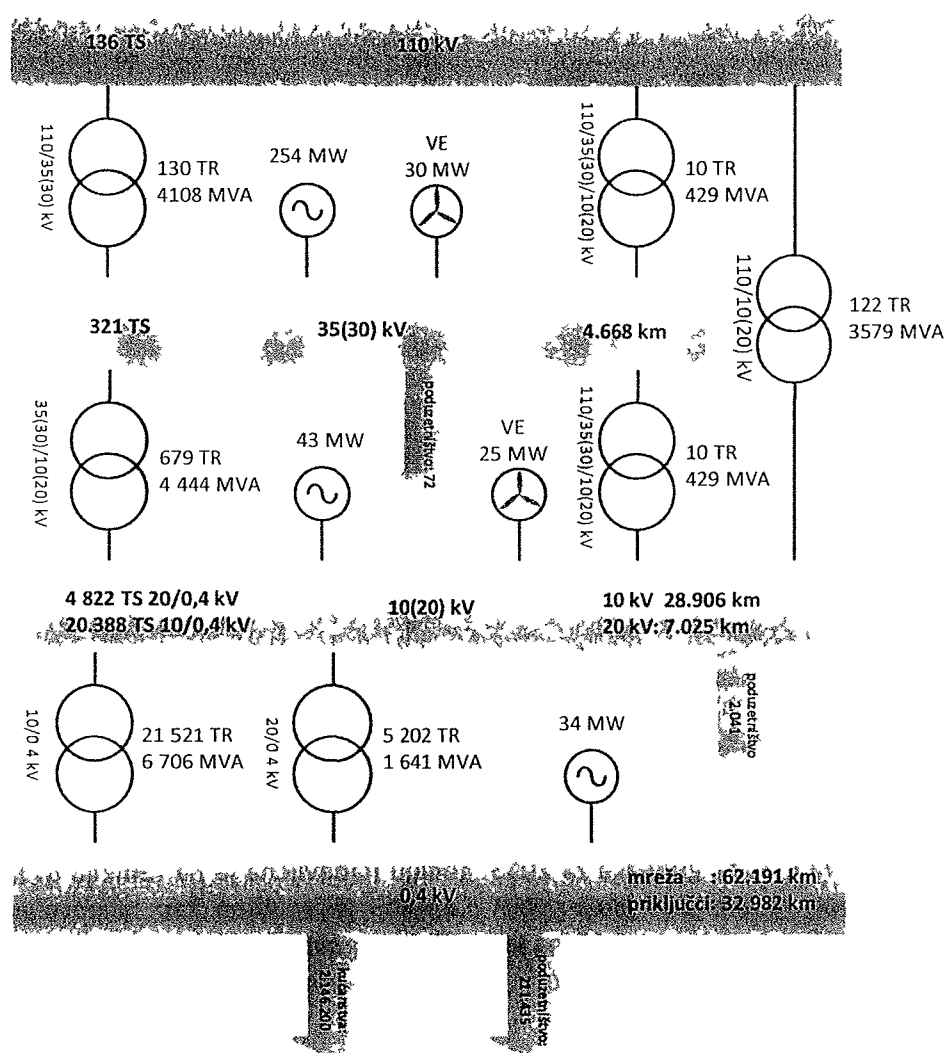 136 TS
110 kV
110/35(30) kV
130 TR
4108 MVA
254 MW
VE
30 MW
110/35(30)/10(20) kV
10 TR
429 MVA
110/10(20) kV
122 TR
3579 MVA
321 TS
35(30) kV
4.668 km
poduzetništvo: 72
35(30)/10(20) kV
679 TR
4 444 MVA
43 MW
VE
25 MW
110/35(30)/10(20) kV
10 TR
429 MVA
4 822 TS 20/0,4 kV
20.388 TS 10/0,4 kV
10(20) kV
10 kV 28.906 km
20 kV: 7.025 km
poduzetništvo
2.041
10/0 4 kV
21 521 TR
6 706 MVA
20/0 4 kV
5 202 TR
1 641 MVA
34 MW
0,4 kV
mreža : 62.191 km
priključci: 32.982 km
kućanstva:
2.146.200
poduzetništvo:
211.435